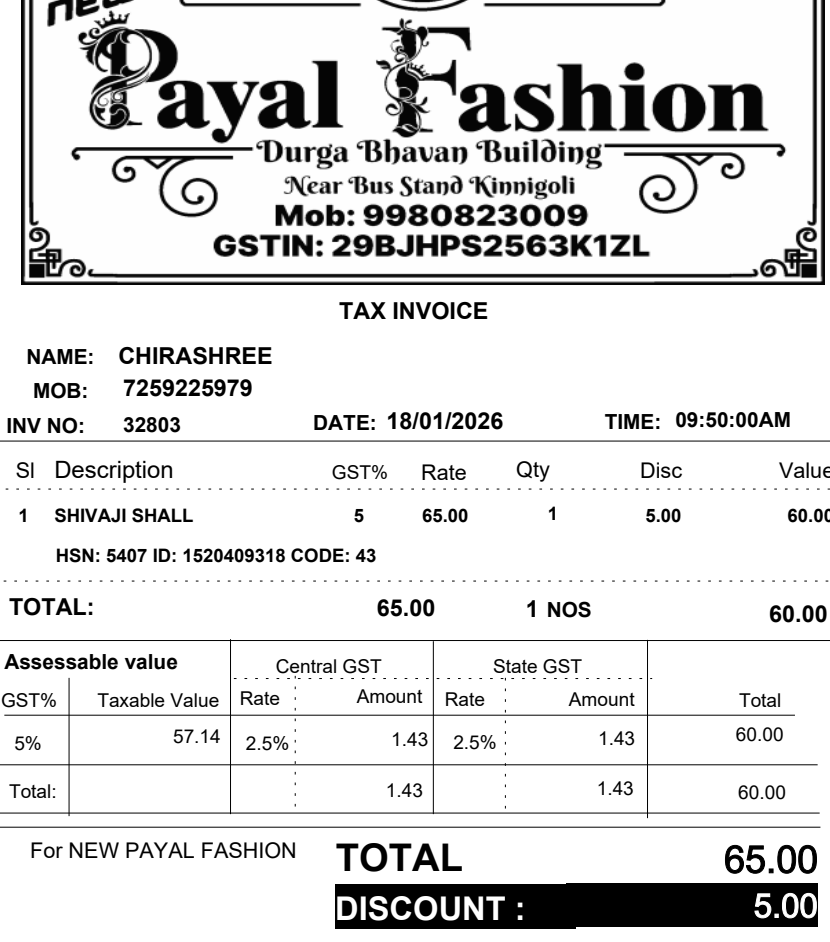 new
Payal Fashion
Durga Bhavan Building
Near Bus Stand Kinnigoli
Mob: 9980823009
GSTIN: 29BJHPS2563K1ZL
TAX INVOICE
NAME: CHIRASHREE
MOB: 7259225979
INV NO: 32803 DATE: 18/01/2026 TIME: 09:50:00AM
Sl Description GST% Rate Qty Disc Value
1 SHIVAJI SHALL 5 65.00 1 5.00 60.00
HSN: 5407 ID: 1520409318 CODE: 43
TOTAL: 65.00 1 NOS 60.00
Assessable value Central GST State GST
GST% Taxable Value Rate Amount Rate Amount Total
5% 57.14 2.5% 1.43 2.5% 1.43 60.00
Total: 1.43 1.43 60.00
For NEW PAYAL FASHION TOTAL 65.00
DISCOUNT : 5.00